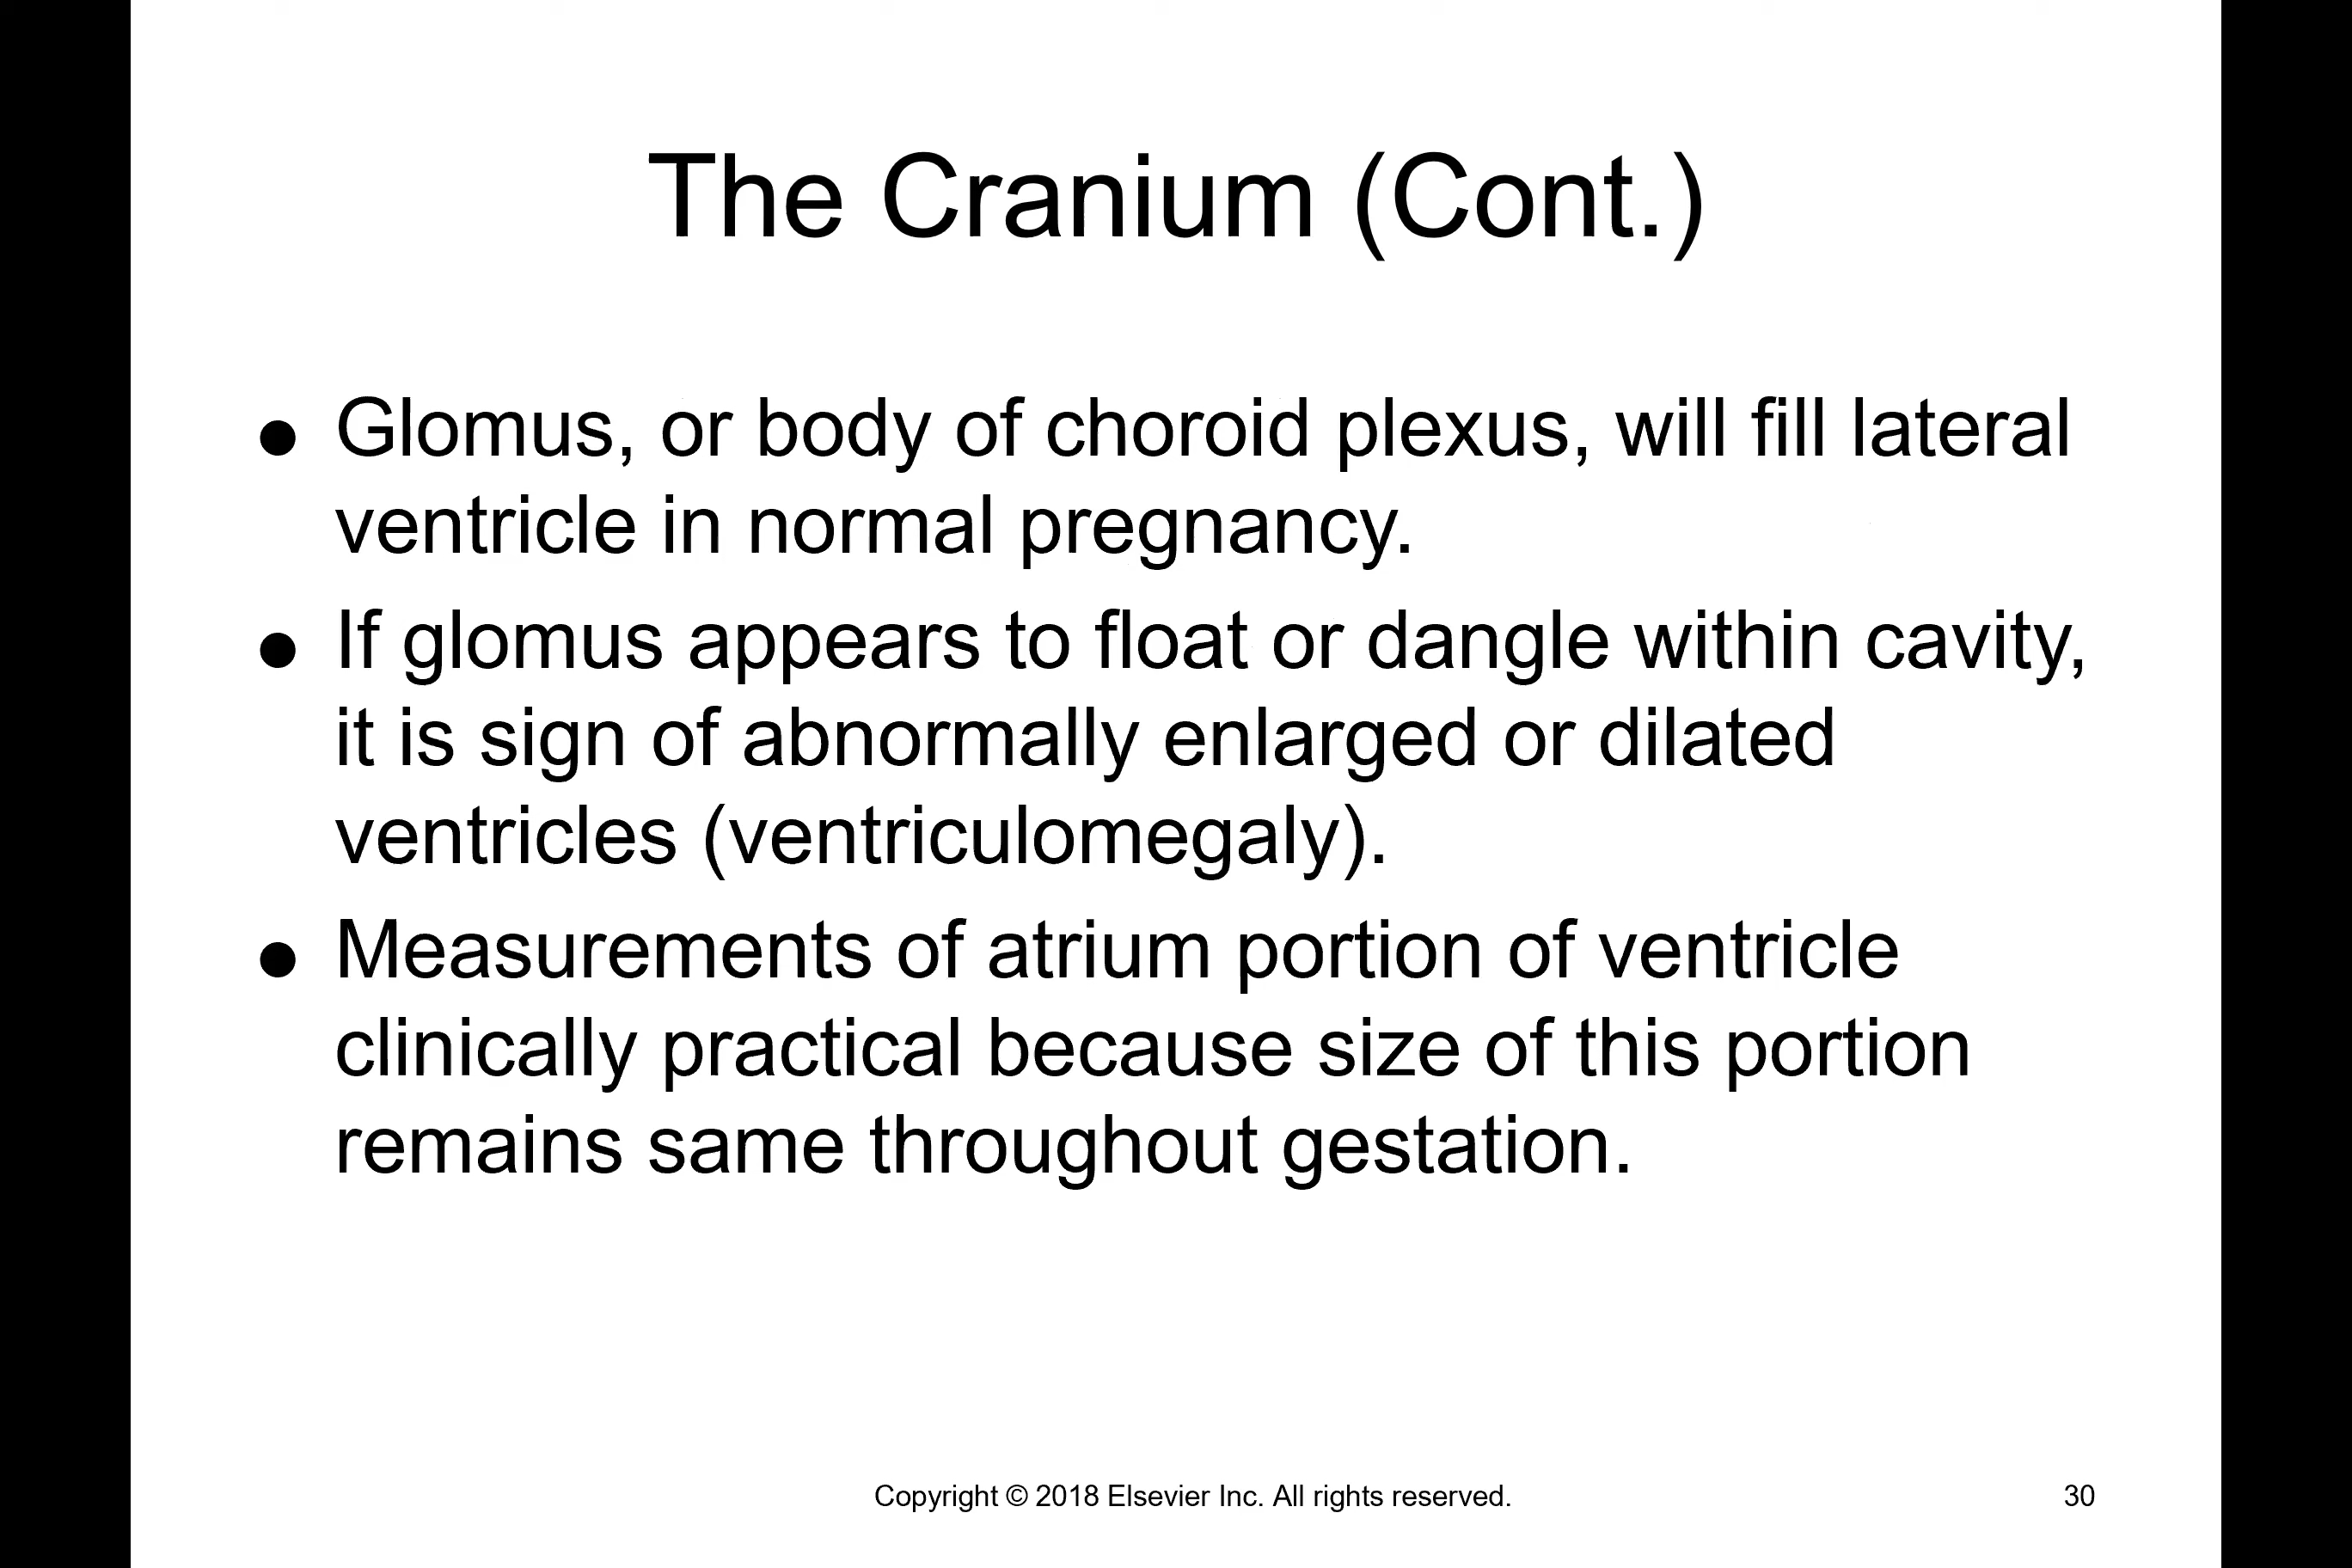 The Cranium (Cont.)
● Glomus, or body of choroid plexus, will fill lateral
ventricle in normal pregnancy.
● If glomus appears to float or dangle within cavity,
it is sign of abnormally enlarged or dilated
ventricles (ventriculomegaly).
● Measurements of atrium portion of ventricle
clinically practical because size of this portion
remains same throughout gestation.
Copyright © 2018 Elsevier Inc. All rights reserved.
30